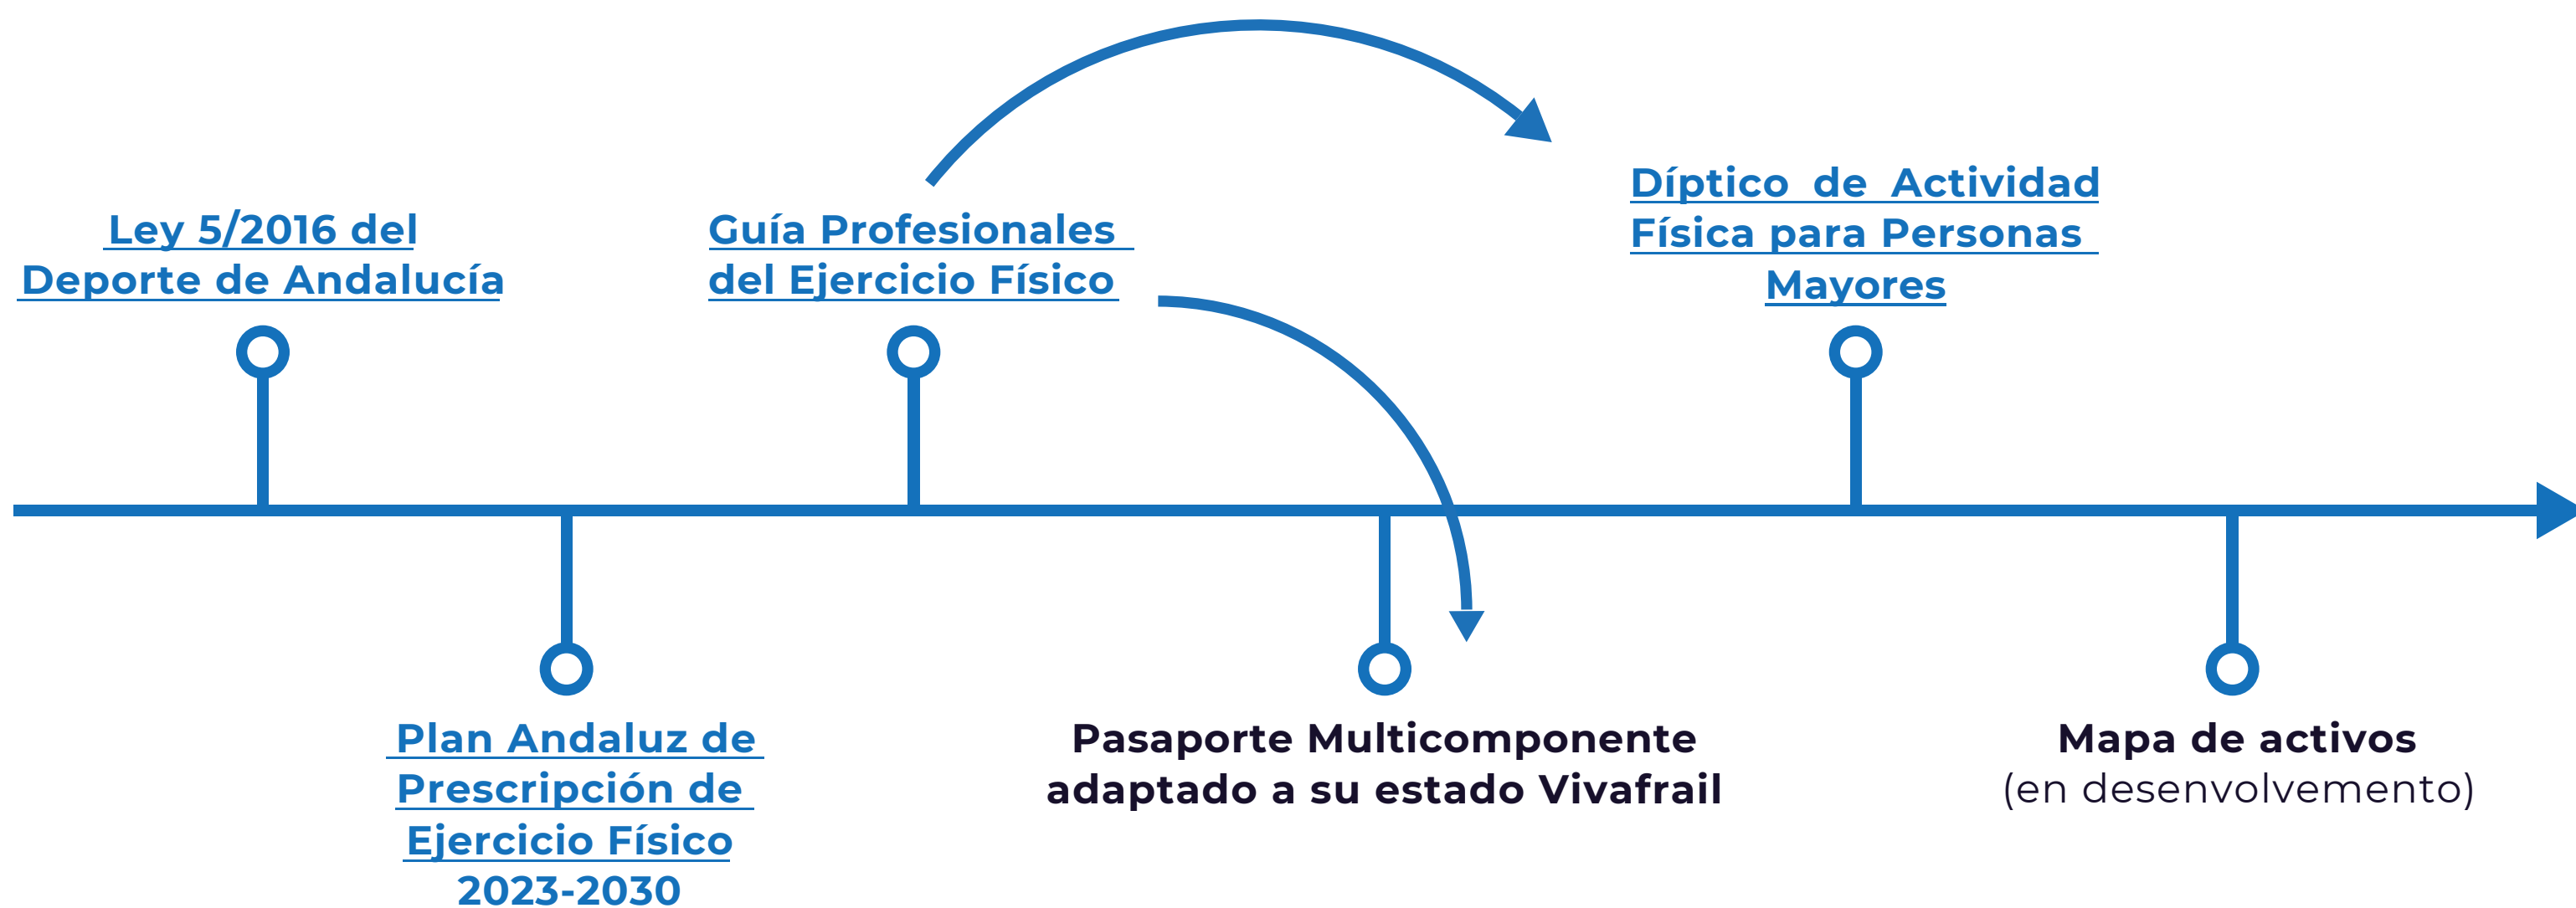 Ley 5/2016 del
Deporte de Andalucía
Guía Profesionales
del Ejercicio Físico
Díptico de Actividad
Física para Personas
Mayores
Plan Andaluz de
Prescripción de
Ejercicio Físico
2023-2030
Pasaporte Multicomponente
adaptado a su estado Vivafrail
Mapa de activos
(en desenvolvemento)